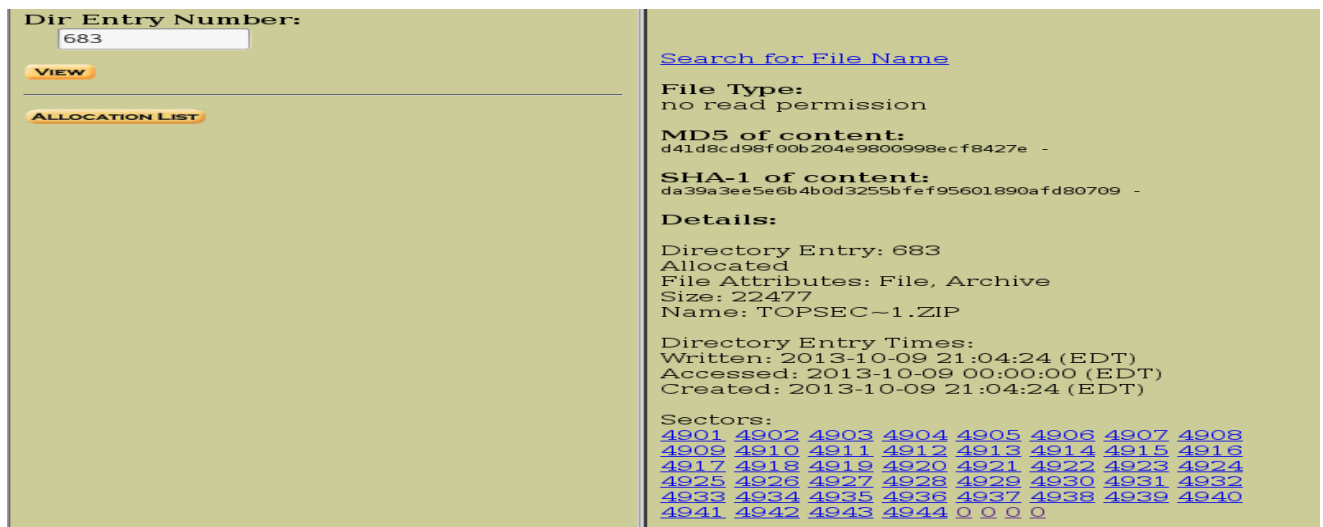 Dir Entry Number:
683
VIEW
ALLOCATION LIST
Search for File Name
File Type:
no read permission
MD5 of content:
d41d8cd98f00b204e9800998ecf8427e -
SHA-1 of content:
da39a3ee5e6b4b0d3255bfef95601890afd80709 -
Details:
Directory Entry: 683
Allocated
File Attributes: File, Archive
Size: 22477
Name: TOPSEC~1.ZIP
Directory Entry Times:
Written: 2013-10-09 21:04:24 (EDT)
Accessed: 2013-10-09 00:00:00 (EDT)
Created: 2013-10-09 21:04:24 (EDT)
Sectors:
4901 4902 4903 4904 4905 4906 4907 4908
4909 4910 4911 4912 4913 4914 4915 4916
4917 4918 4919 4920 4921 4922 4923 4924
4925 4926 4927 4928 4929 4930 4931 4932
4933 4934 4935 4936 4937 4938 4939 4940
4941 4942 4943 4944 0 0 0 0